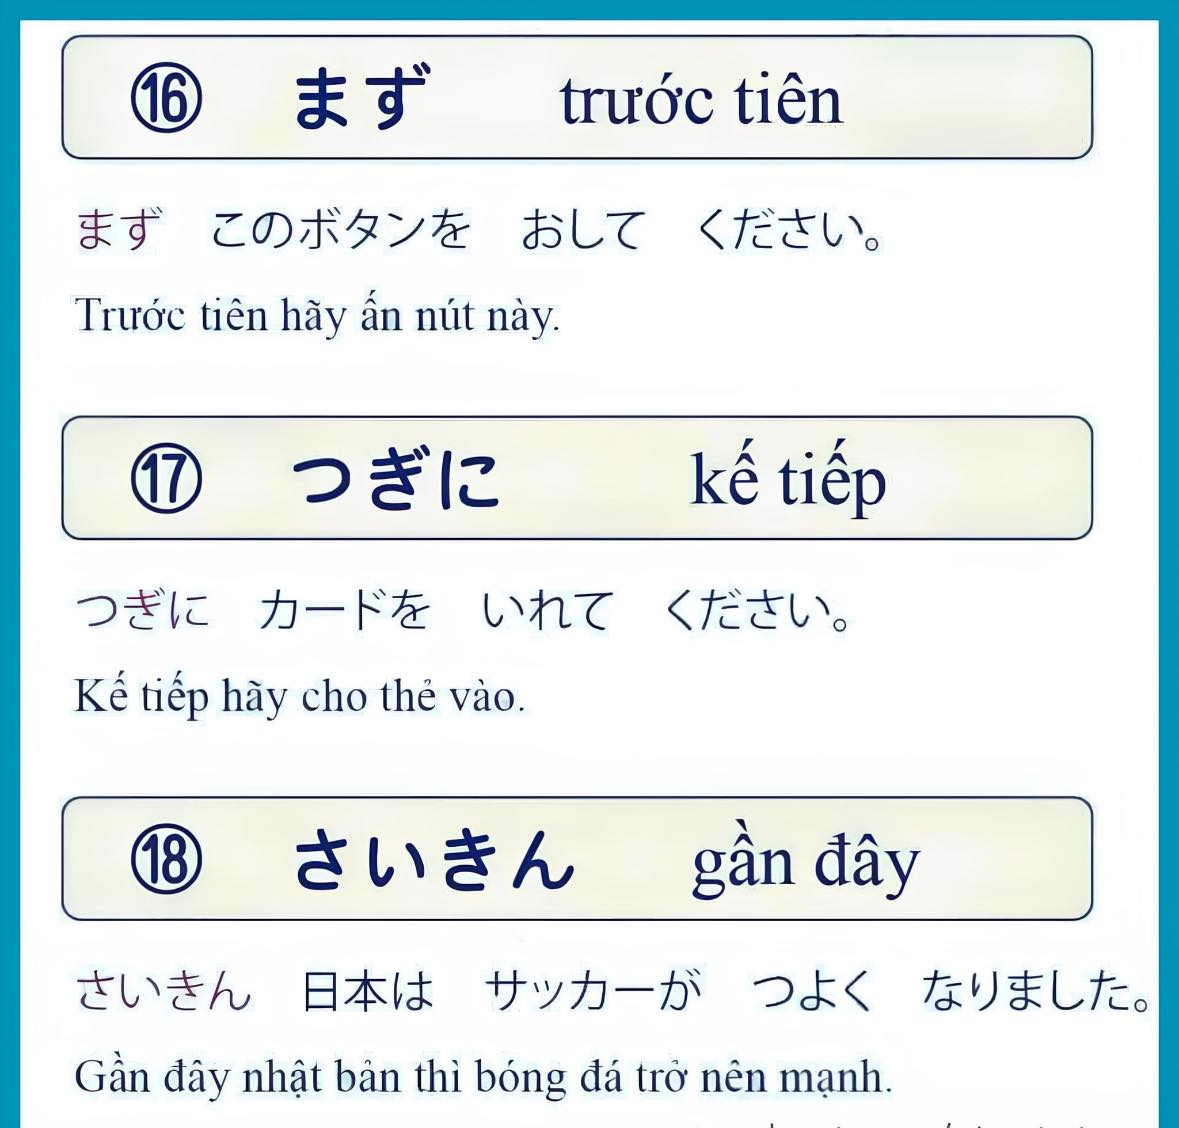 ⑯ まず trước tiên
まず このボタンを おして ください。
Trước tiên hãy ấn nút này.
⑰ つぎに kế tiếp
つぎに カードを いれて ください。
Kế tiếp hãy cho thẻ vào.
⑱ さいきん gần đây
さいきん 日本は サッカーが つよく なりました。
Gần đây nhật bản thì bóng đá trở nên mạnh.